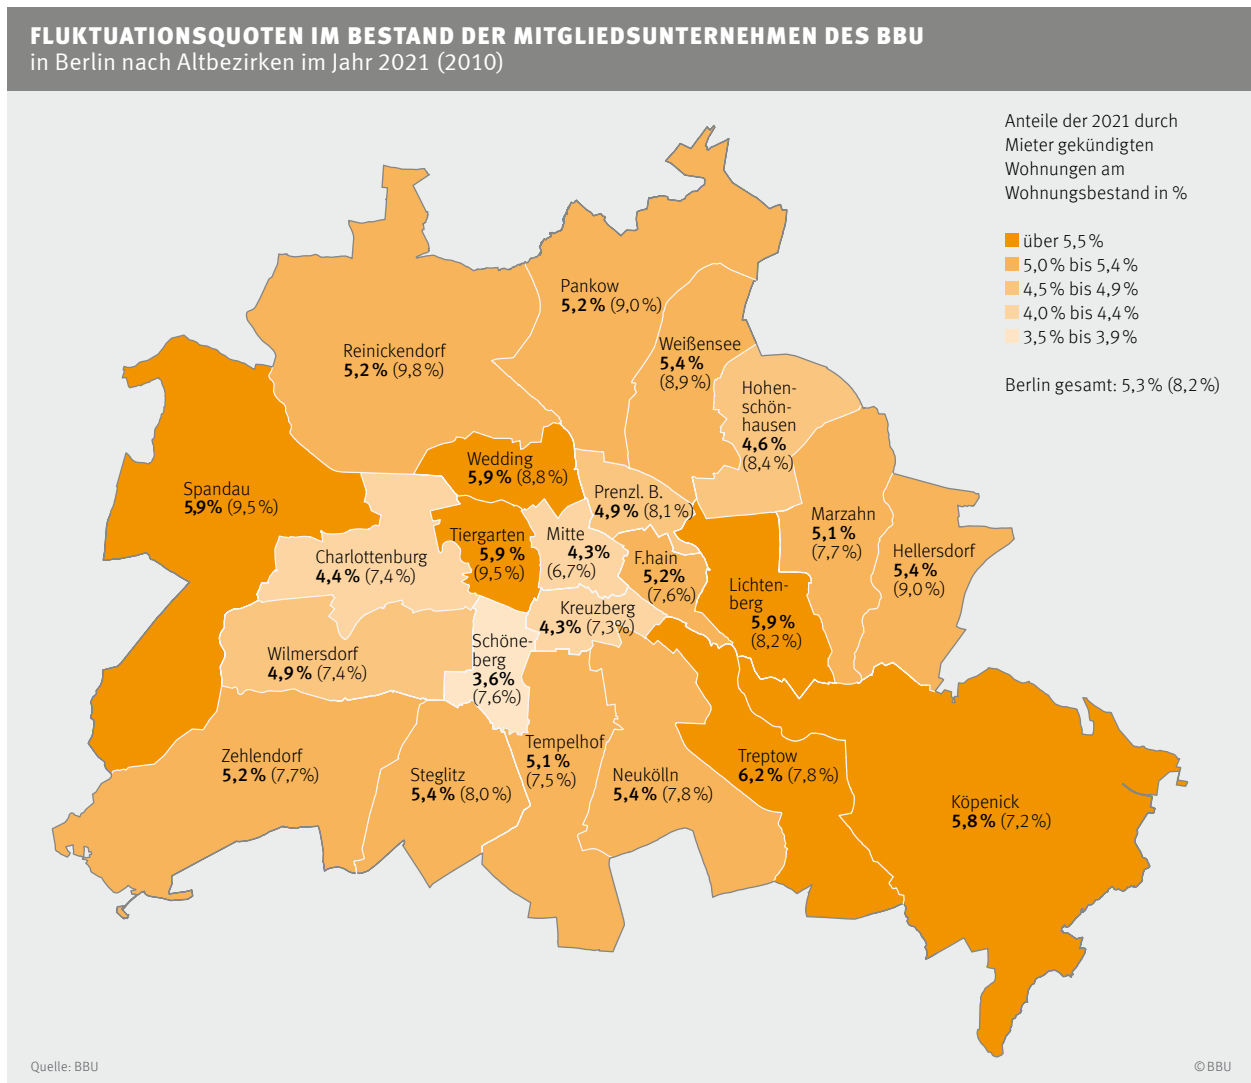 FLUKTUATIONSQUOTEN IM BESTAND DER MITGLIEDSUNTERNEHMEN DES BBU
in Berlin nach Altbezirken im Jahr 2021 (2010)
Anteile der 2021 durch
Mieter gekündigten
Wohnungen am
Wohnungsbestand in %
über 5,5 %
5,0 % bis 5,4 %
4,5 % bis 4,9 %
4,0 % bis 4,4 %
3,5 % bis 3,9 %
Berlin gesamt: 5,3 % (8,2 %)
Pankow
5,2 % (9,0 %)
Reinickendorf
5,2 % (9,8 %)
Weißensee
5,4 %
(8,9 %)
Hohen-
schön-
hausen
4,6 %
(8,4 %)
Wedding
5,9 % (8,8 %)
Spandau
5,9% (9,5 %)
Prenzl. B.
4,9 % (8,1 %)
Marzahn
5,1 %
(7,7 %)
Tiergarten
5,9 %
(9,5 %)
Mitte
4,3%
(6,7%)
Hellersdorf
5,4 %
(9,0 %)
Charlottenburg
4,4 % (7,4 %)
F.hain
5,2%
(7,6%)
Lichten-
berg
5,9 %
(8,2 %)
Kreuzberg
4,3% (7,3%)
Schöne-
berg
3,6%
(7,6%)
Wilmersdorf
4,9 % (7,4 %)
Zehlendorf
5,2 % (7,7%)
Steglitz
5,4 % (8,0 %)
Tempelhof
5,1 %
(7,5 %)
Neukölln
5,4 % (7,8 %)
Treptow
6,2 % (7,8 %)
Köpenick
5,8 % (7,2 %)
Quelle: BBU
© BBU